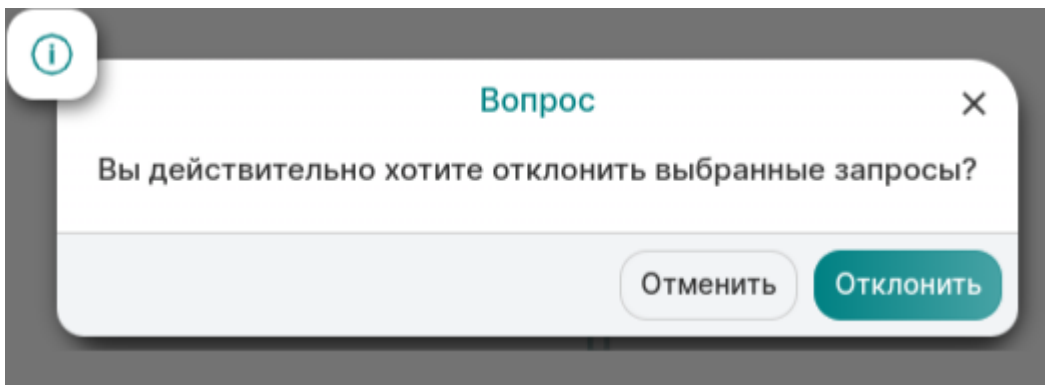 Вопрос
Вы действительно хотите отклонить выбранные запросы?
Отменить
Отклонить